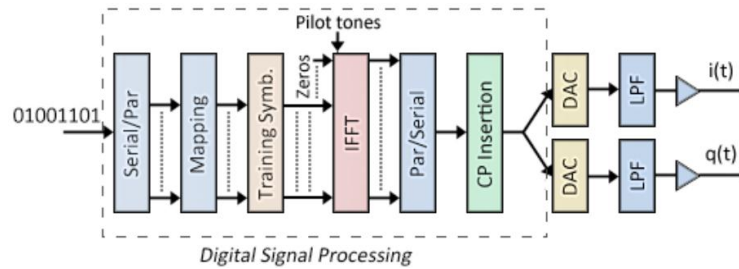 Pilot tones
01001101
Serial/Par
Mapping
Training Symb.
Zeros
IFFT
Par/Serial
CP Insertion
DAC
LPF
i(t)
DAC
LPF
q(t)
Digital Signal Processing